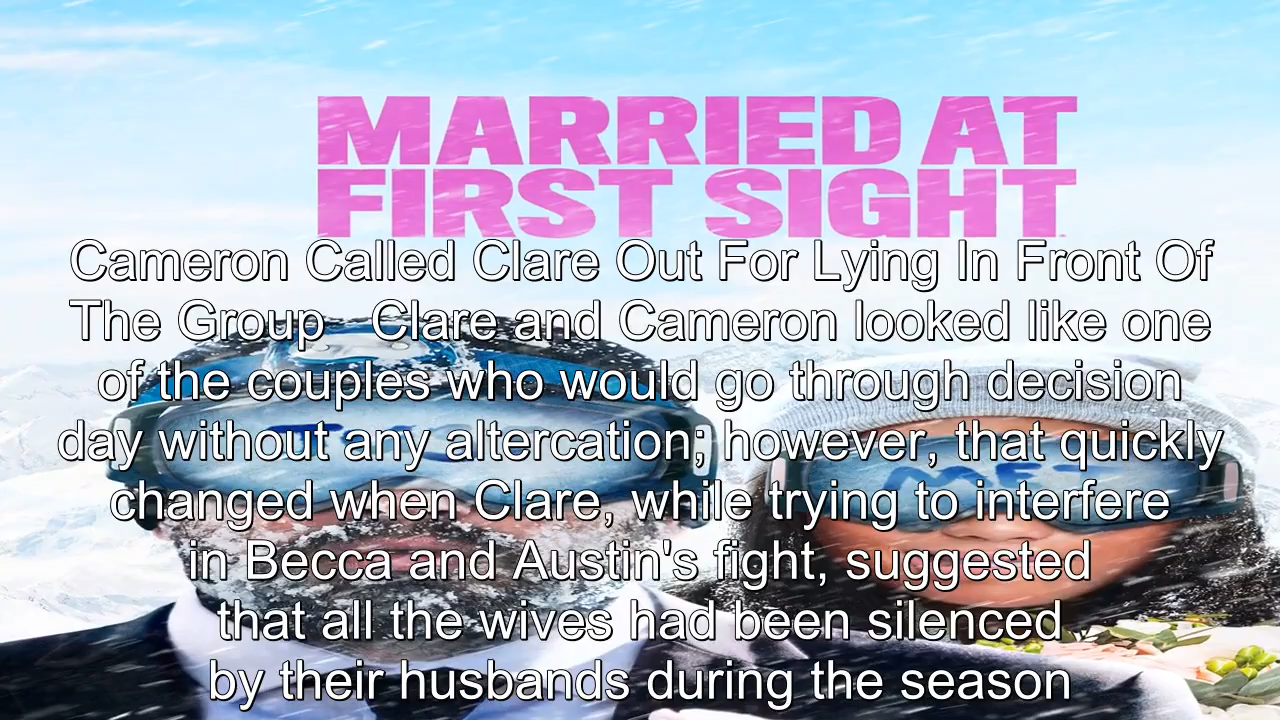 MARRIED AT
FIRST SIGHT
Cameron Called Clare Out For Lying In Front Of
The Group   Clare and Cameron looked like one
of the couples who would go through decision
day without any altercation; however, that quickly
changed when Clare, while trying to interfere
in Becca and Austin's fight, suggested
that all the wives had been silenced
by their husbands during the season